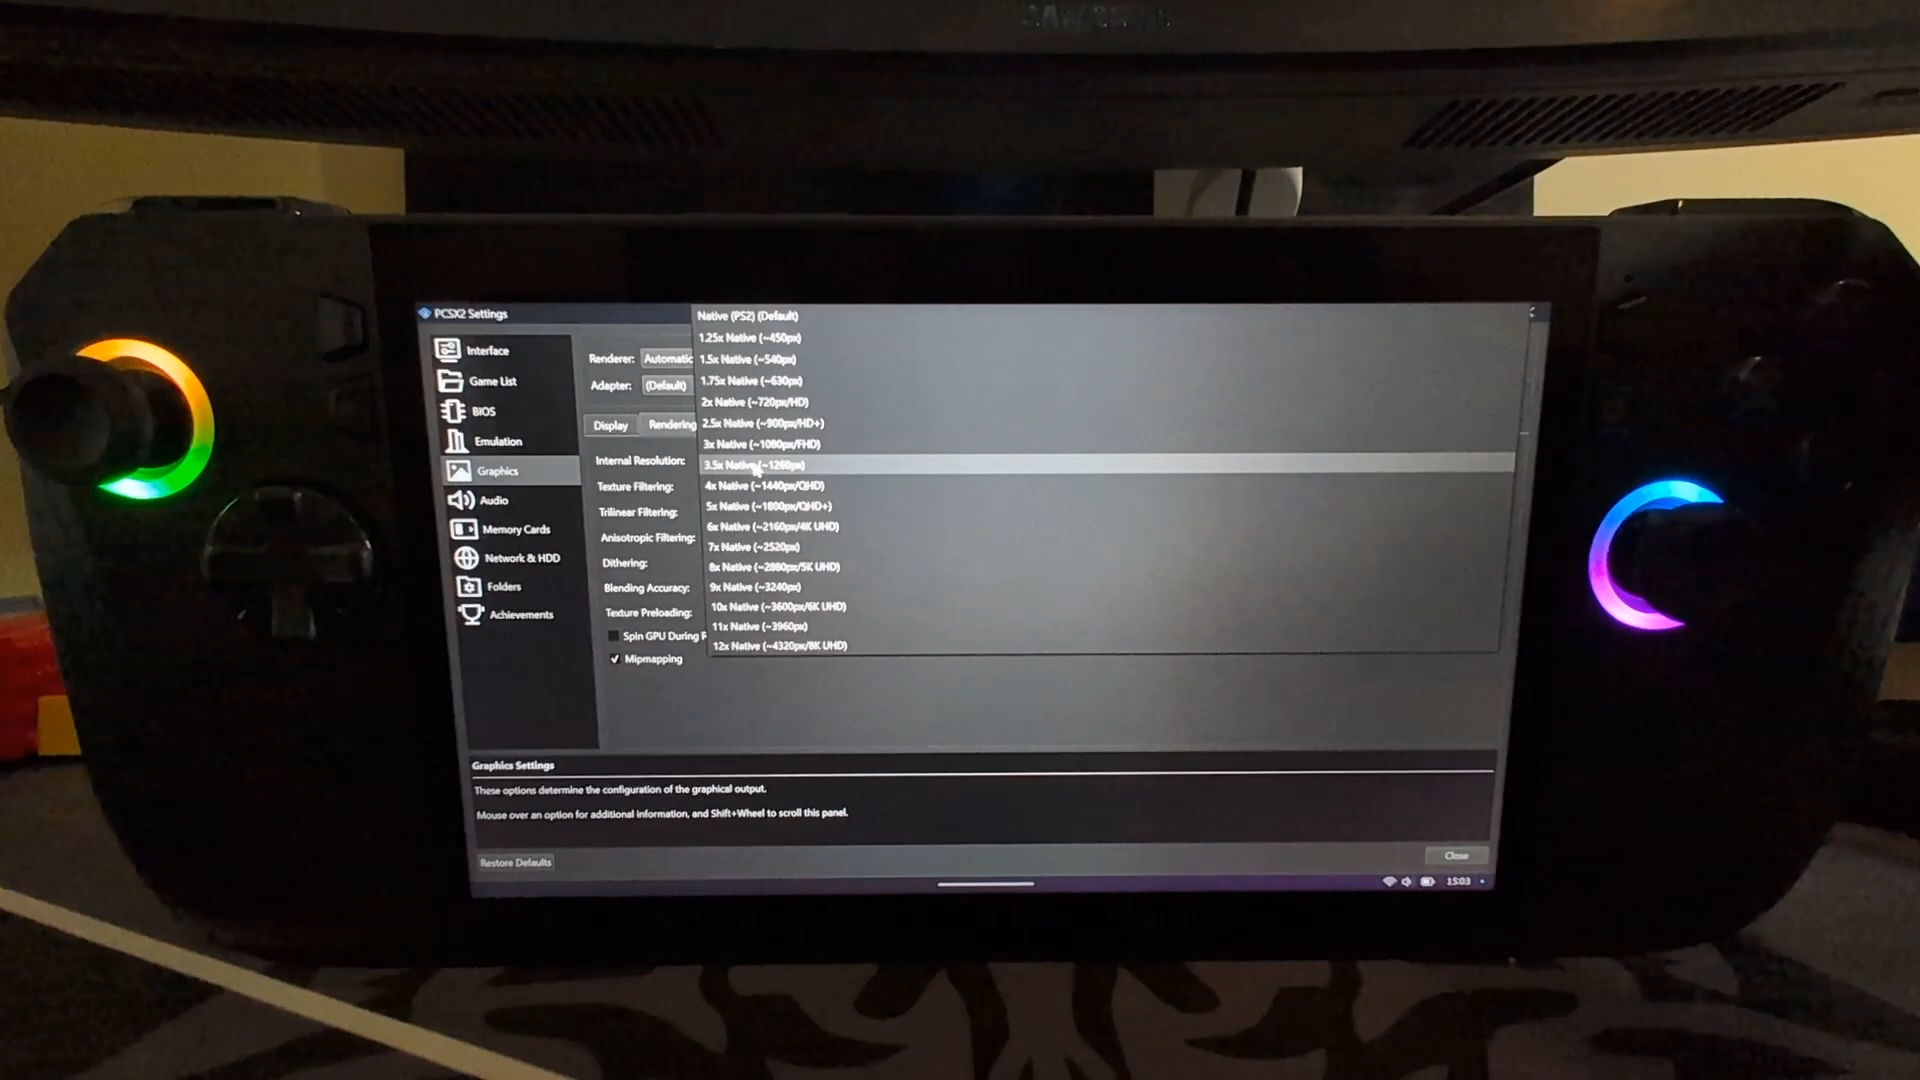 SAMSUNG
PCSX2 Settings
Interface
Game List
BIOS
Emulation
Graphics
Audio
Memory Cards
Network & HDD
Folders
Achievements
Renderer: Automatic
Adapter: (Default)
Display Rendering
Internal Resolution:
Texture Filtering:
Trilinear Filtering:
Anisotropic Filtering:
Dithering:
Blending Accuracy:
Texture Preloading:
Spin GPU During R
Mipmapping
Native (PS2) (Default)
1.25x Native (~450px)
1.5x Native (~540px)
1.75x Native (~630px)
2x Native (~720px/HD)
2.5x Native (~900px/HD+)
3x Native (~1080px/FHD)
3.5x Native (~1260px)
4x Native (~1440px/QHD)
5x Native (~1800px/QHD+)
6x Native (~2160px/4K UHD)
7x Native (~2520px)
8x Native (~2880px/5K UHD)
9x Native (~3240px)
10x Native (~3600px/6K UHD)
11x Native (~3960px)
12x Native (~4320px/8K UHD)
Graphics Settings
These options determine the configuration of the graphical output.
Mouse over an option for additional information, and Shift+Wheel to scroll this panel.
Restore Defaults
Close
15:03